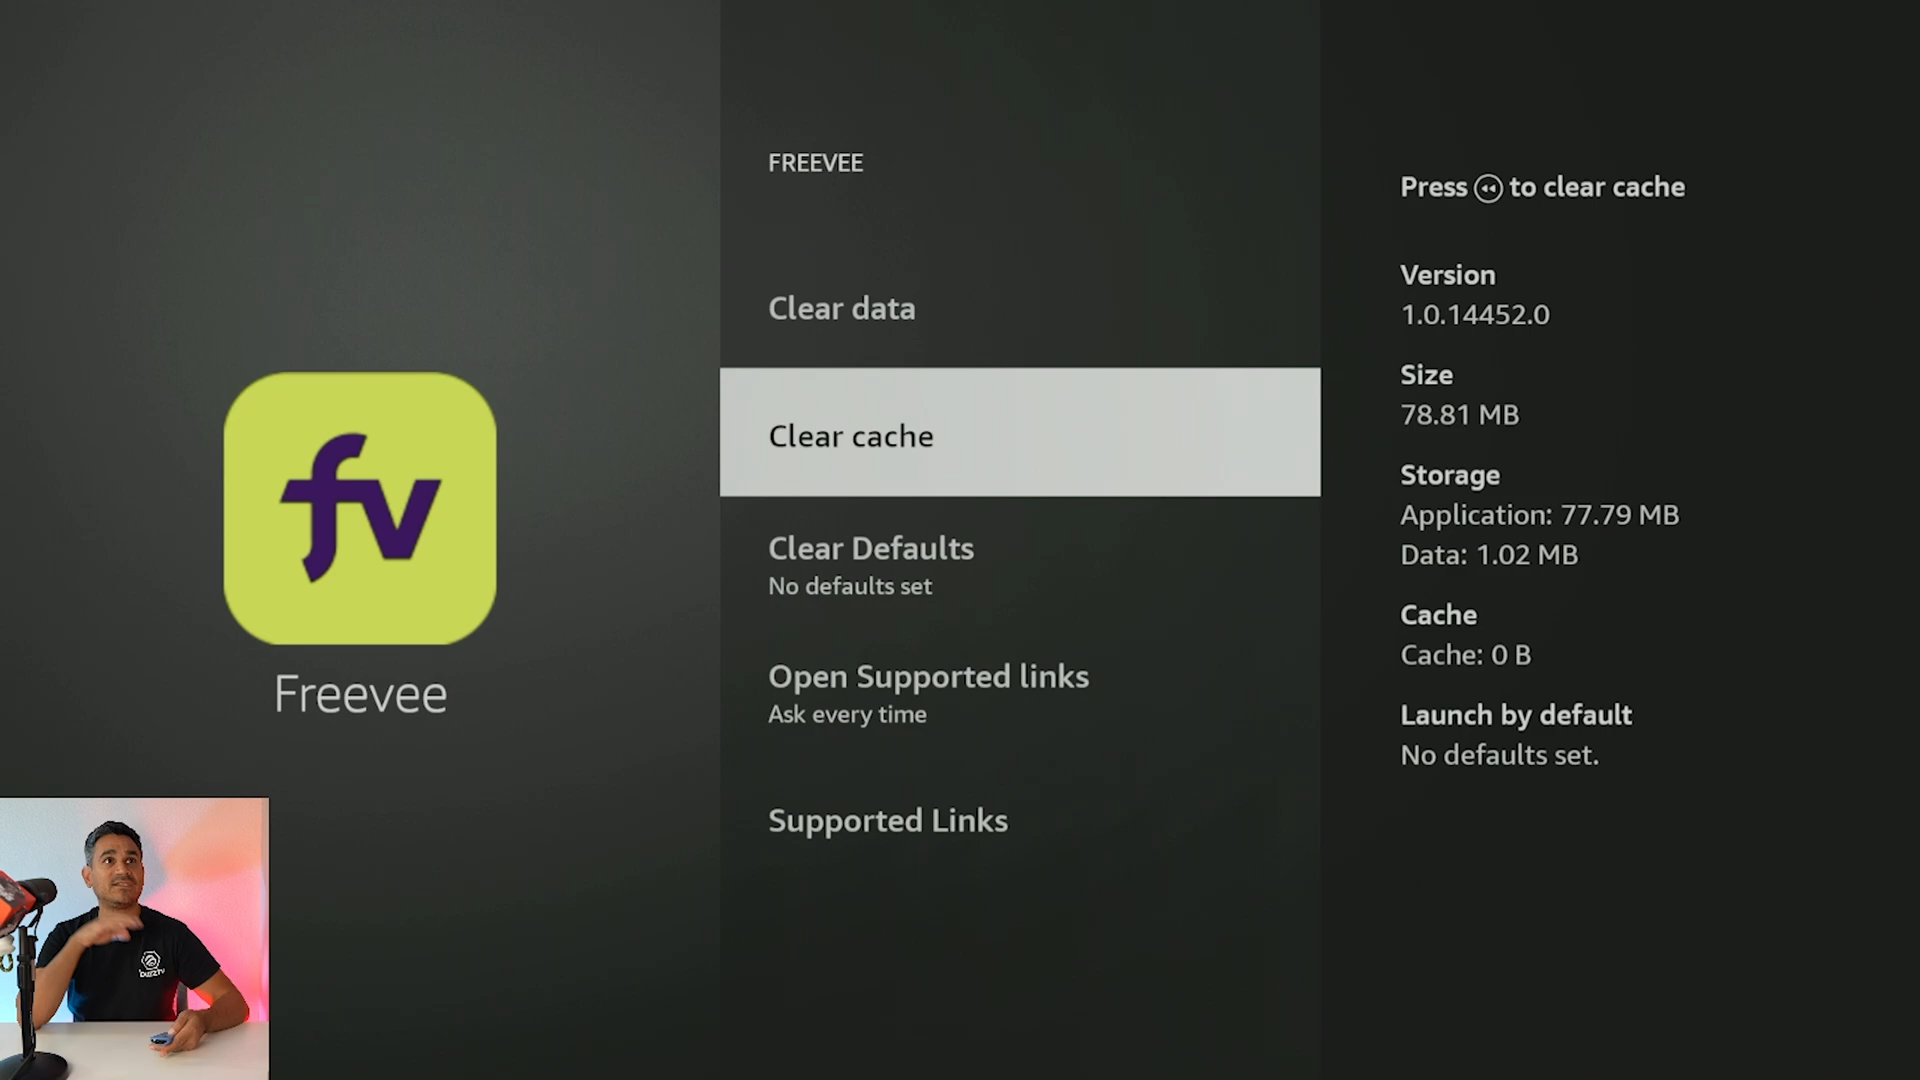 FREEVEE
Clear data
Clear cache
Clear Defaults
No defaults set
Open Supported links
Ask every time
Supported Links
fv
Freevee
Press to clear cache
Version
1.0.14452.0
Size
78.81 MB
Storage
Application: 77.79 MB
Data: 1.02 MB
Cache
Cache: 0 B
Launch by default
No defaults set.
buzzTV